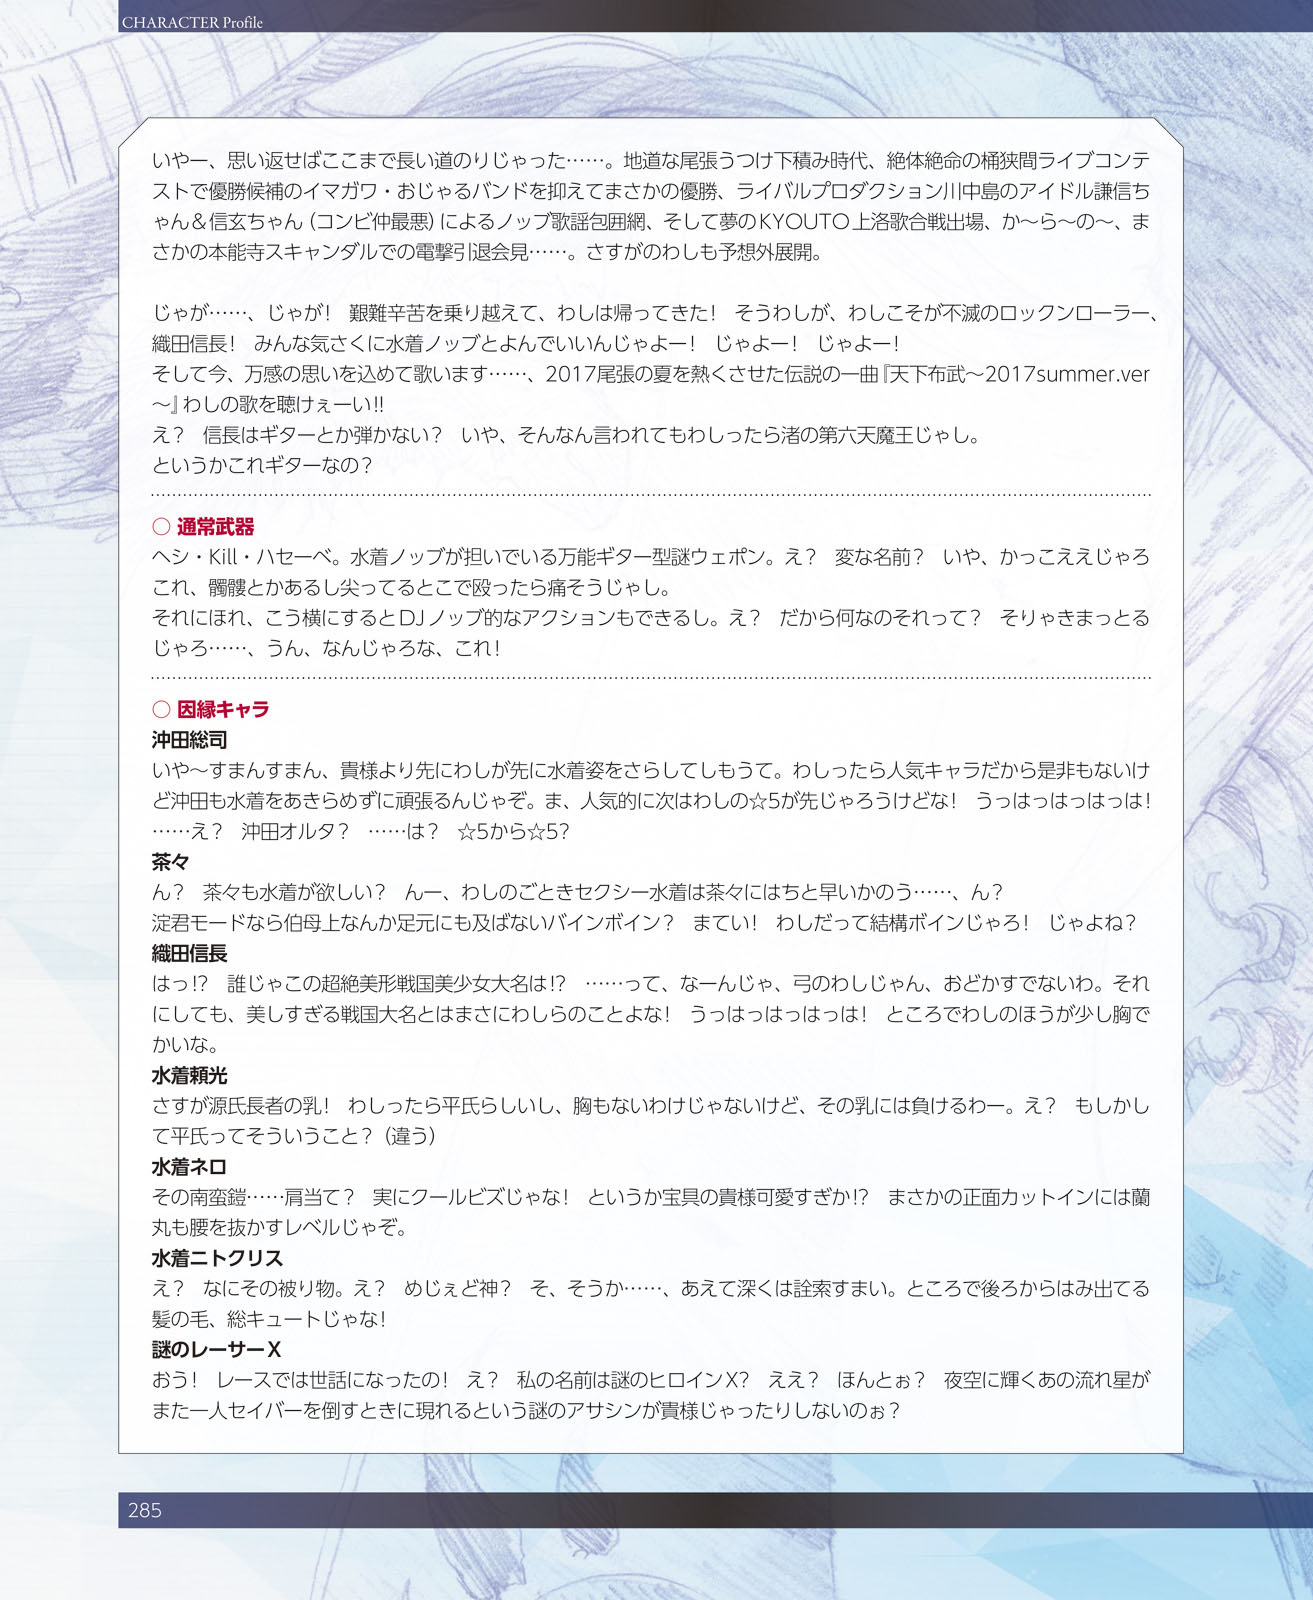 CHARACTER Profile
いやー、思い返せばここまで長い道のりじゃった……。地道な尾張うつけ下積み時代、絶体絶命の桶狭間ライブコンテ
ストで優勝候補のイマガワ・おじゃるバンドを抑えてまさかの優勝、ライバルプロダクション川中島のアイドル謙信ち
ゃん＆信玄ちゃん（コンビ仲最悪）によるノッブ歌謡包囲網、そして夢のKYOUTO上洛歌合戦出場、か〜ら〜の〜、ま
さかの本能寺スキャンダルでの電撃引退会見……。さすがのわしも予想外展開。
じゃが……、じゃが！　艱難辛苦を乗り越えて、わしは帰ってきた！　そうわしが、わしこそが不滅のロックンローラー、
織田信長！　みんな気さくに水着ノッブとよんでいいんじゃよー！　じゃよー！　じゃよー！
そして今、万感の思いを込めて歌います……、2017尾張の夏を熱くさせた伝説の一曲『天下布武〜2017summer.ver
〜』わしの歌を聴けぇーい!!
え？　信長はギターとか弾かない？　いや、そんなん言われてもわしったら渚の第六天魔王じゃし。
というかこれギターなの？
○ 通常武器
ヘシ・Kill・ハセーベ。水着ノッブが担いでいる万能ギター型謎ウェポン。え？　変な名前？　いや、かっこええじゃろ
これ、髑髏とかあるし尖ってるとこで殴ったら痛そうじゃし。
それにほれ、こう横にするとDJノッブ的なアクションもできるし。え？　だから何なのそれって？　そりゃきまっとる
じゃろ……、うん、なんじゃろな、これ！
○ 因縁キャラ
沖田総司
いや〜すまんすまん、貴様より先にわしが先に水着姿をさらしてしもうて。わしったら人気キャラだから是非もないけ
ど沖田も水着をあきらめずに頑張るんじゃぞ。ま、人気的に次はわしの☆5が先じゃろうけどな！　うっはっはっはっは！
……え？　沖田オルタ？　……は？　☆5から☆5？
茶々
ん？　茶々も水着が欲しい？　んー、わしのごときセクシー水着は茶々にはちと早いかのう……、ん？
淀君モードなら伯母上なんか足元にも及ばないバインボイン？　まてい！　わしだって結構ボインじゃろ！　じゃよね？
織田信長
はっ!?　誰じゃこの超絶美形戦国美少女大名は!?　……って、なーんじゃ、弓のわしじゃん、おどかすでないわ。それ
にしても、美しすぎる戦国大名とはまさにわしらのことよな！　うっはっはっはっは！　ところでわしのほうが少し胸で
かいな。
水着頼光
さすが源氏長者の乳！　わしったら平氏らしいし、胸もないわけじゃないけど、その乳には負けるわー。え？　もしかし
て平氏ってそういうこと？（違う）
水着ネロ
その南蛮鎧……肩当て？　実にクールビズじゃな！　というか宝具の貴様可愛すぎか!?　まさかの正面カットインには蘭
丸も腰を抜かすレベルじゃぞ。
水着ニトクリス
え？　なにその被り物。え？　めじぇど神？　そ、そうか……、あえて深くは詮索すまい。ところで後ろからはみ出てる
髪の毛、総キュートじゃな！
謎のレーサーX
おう！　レースでは世話になったの！　え？　私の名前は謎のヒロインX？　ええ？　ほんとぉ？　夜空に輝くあの流れ星が
また一人セイバーを倒すときに現れるという謎のアサシンが貴様じゃったりしないのぉ？
285